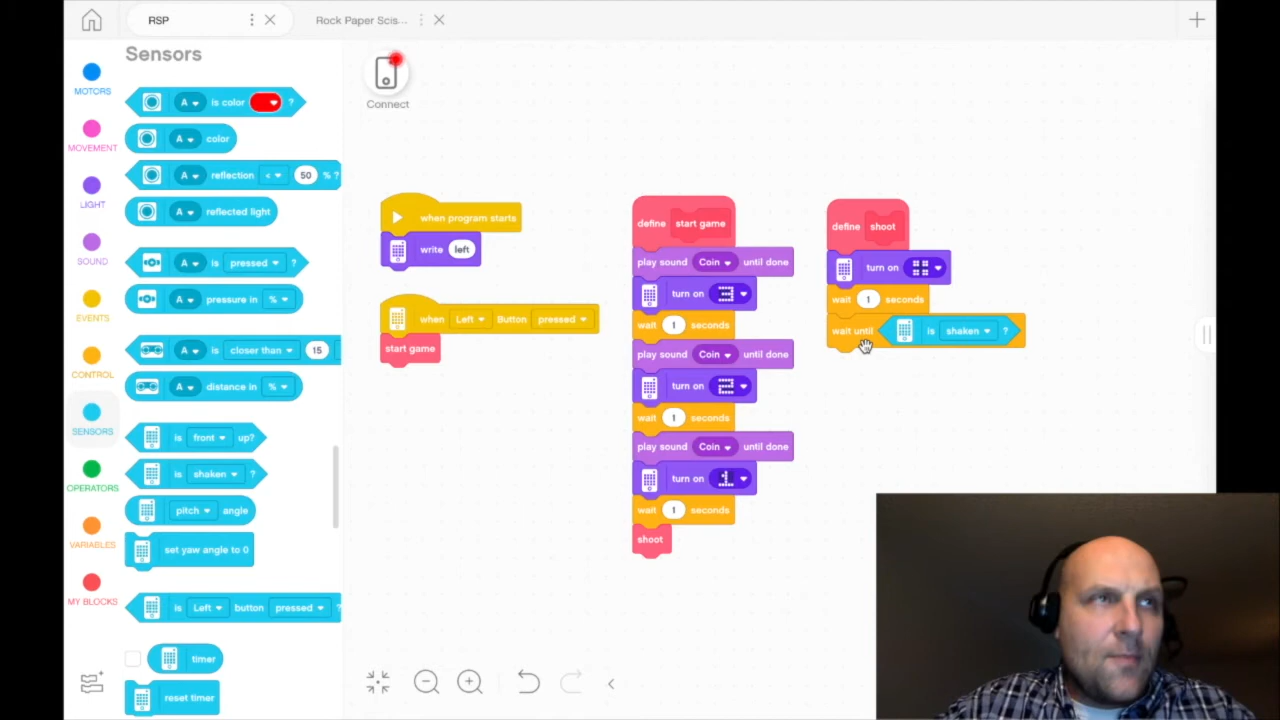 RSP
Rock Paper Scis...
Sensors
MOTORS
MOVEMENT
LIGHT
SOUND
EVENTS
CONTROL
SENSORS
OPERATORS
VARIABLES
MY BLOCKS
A is color ?
A color
A reflection < 50 % ?
A reflected light
A is pressed ?
A pressure in %
A is closer than 15
A distance in %
is front up?
is shaken ?
pitch angle
set yaw angle to 0
is Left button pressed ?
timer
reset timer
Connect
when program starts
write left
when Left Button pressed
start game
define start game
play sound Coin until done
turn on
wait 1 seconds
play sound Coin until done
turn on
wait 1 seconds
play sound Coin until done
turn on
wait 1 seconds
shoot
define shoot
turn on
wait 1 seconds
wait until is shaken ?